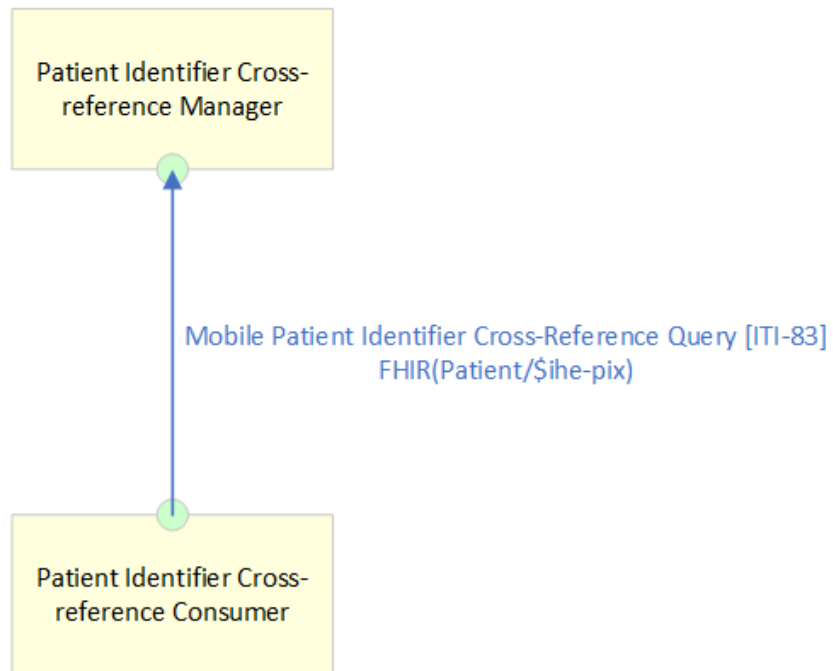 Patient Identifier Cross-
reference Manager
Mobile Patient Identifier Cross-Reference Query [ITI-83]
FHIR(Patient/$ihe-pix)
Patient Identifier Cross-
reference Consumer